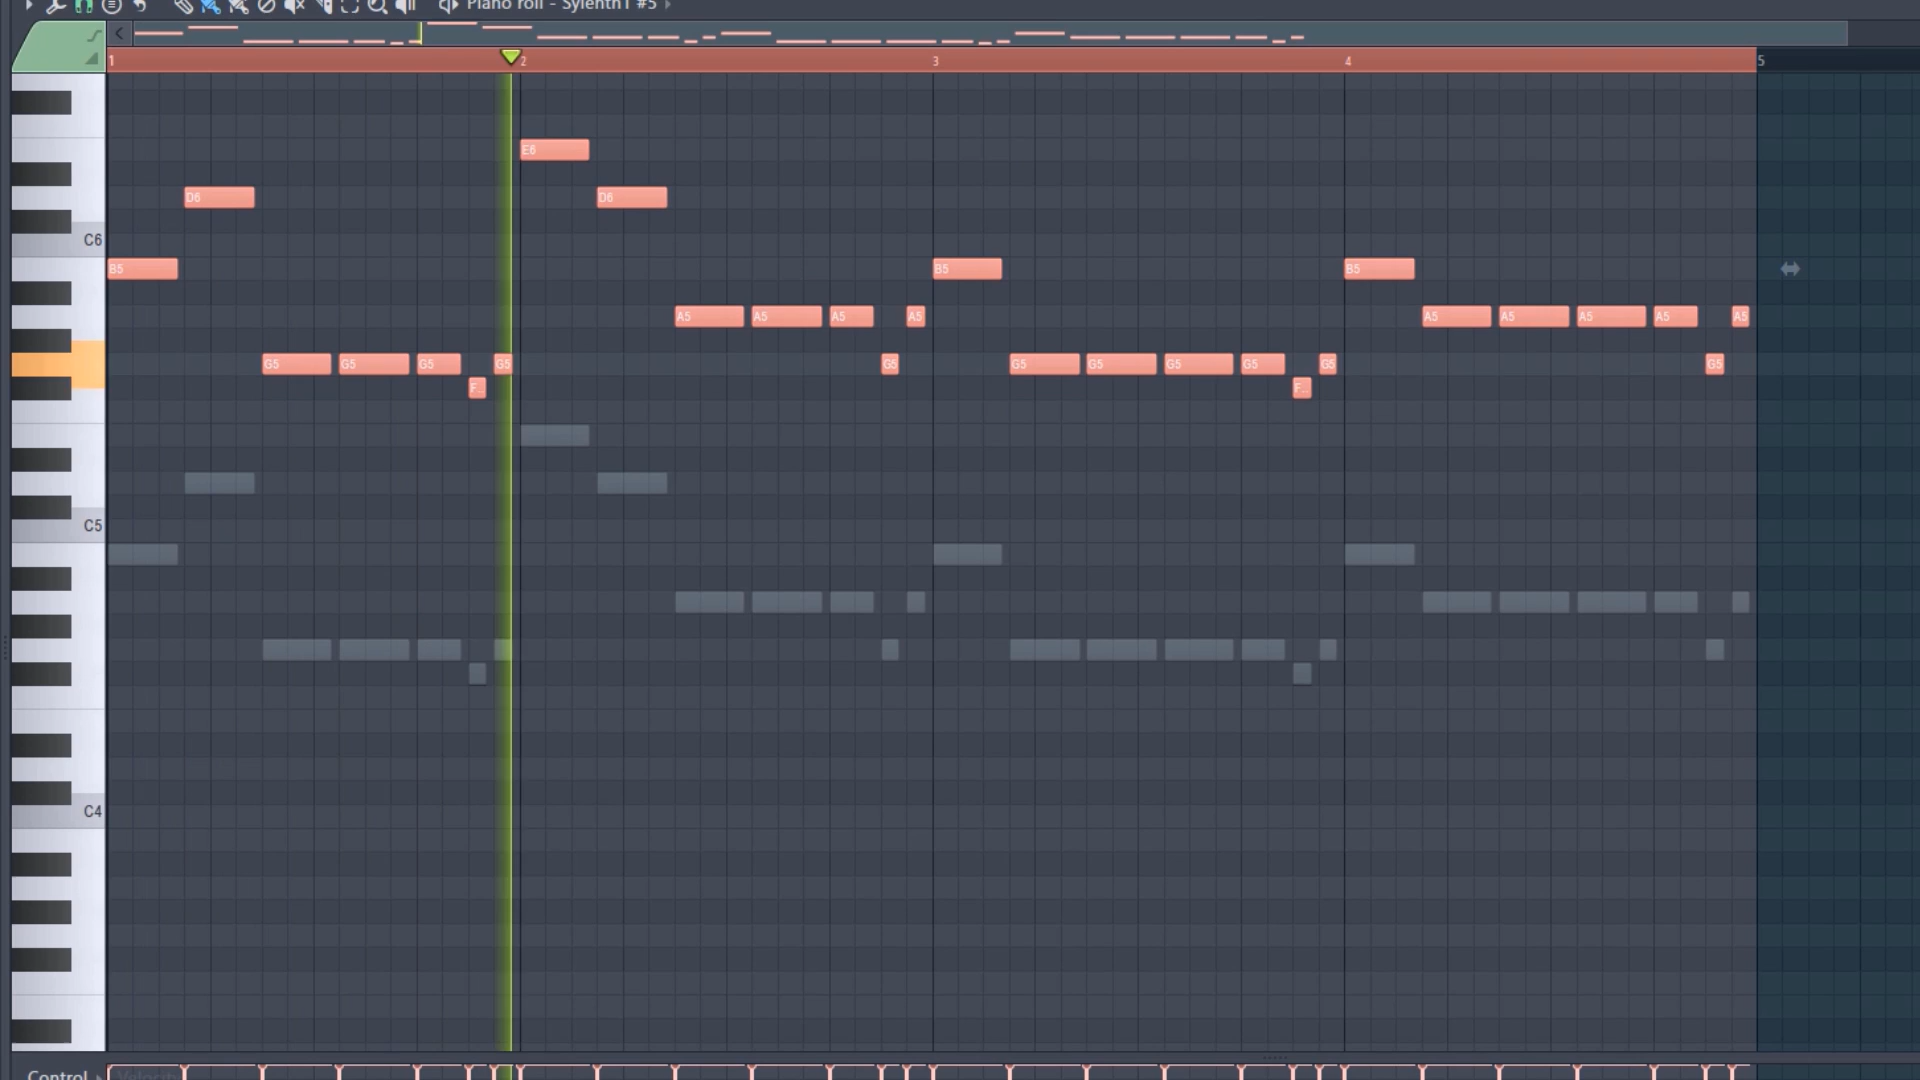 Piano roll - Sylenth1 #5
1 2 3 4 5
E6
D6 D6
C6
B5 B5 B5
A5 A5 A5 A5 A5 A5 A5 A5 A5
G5 G5 G5 G5 G5 G5 G5 G5 G5 G5 G5
F.. F..
C5
C4
Control Velocity